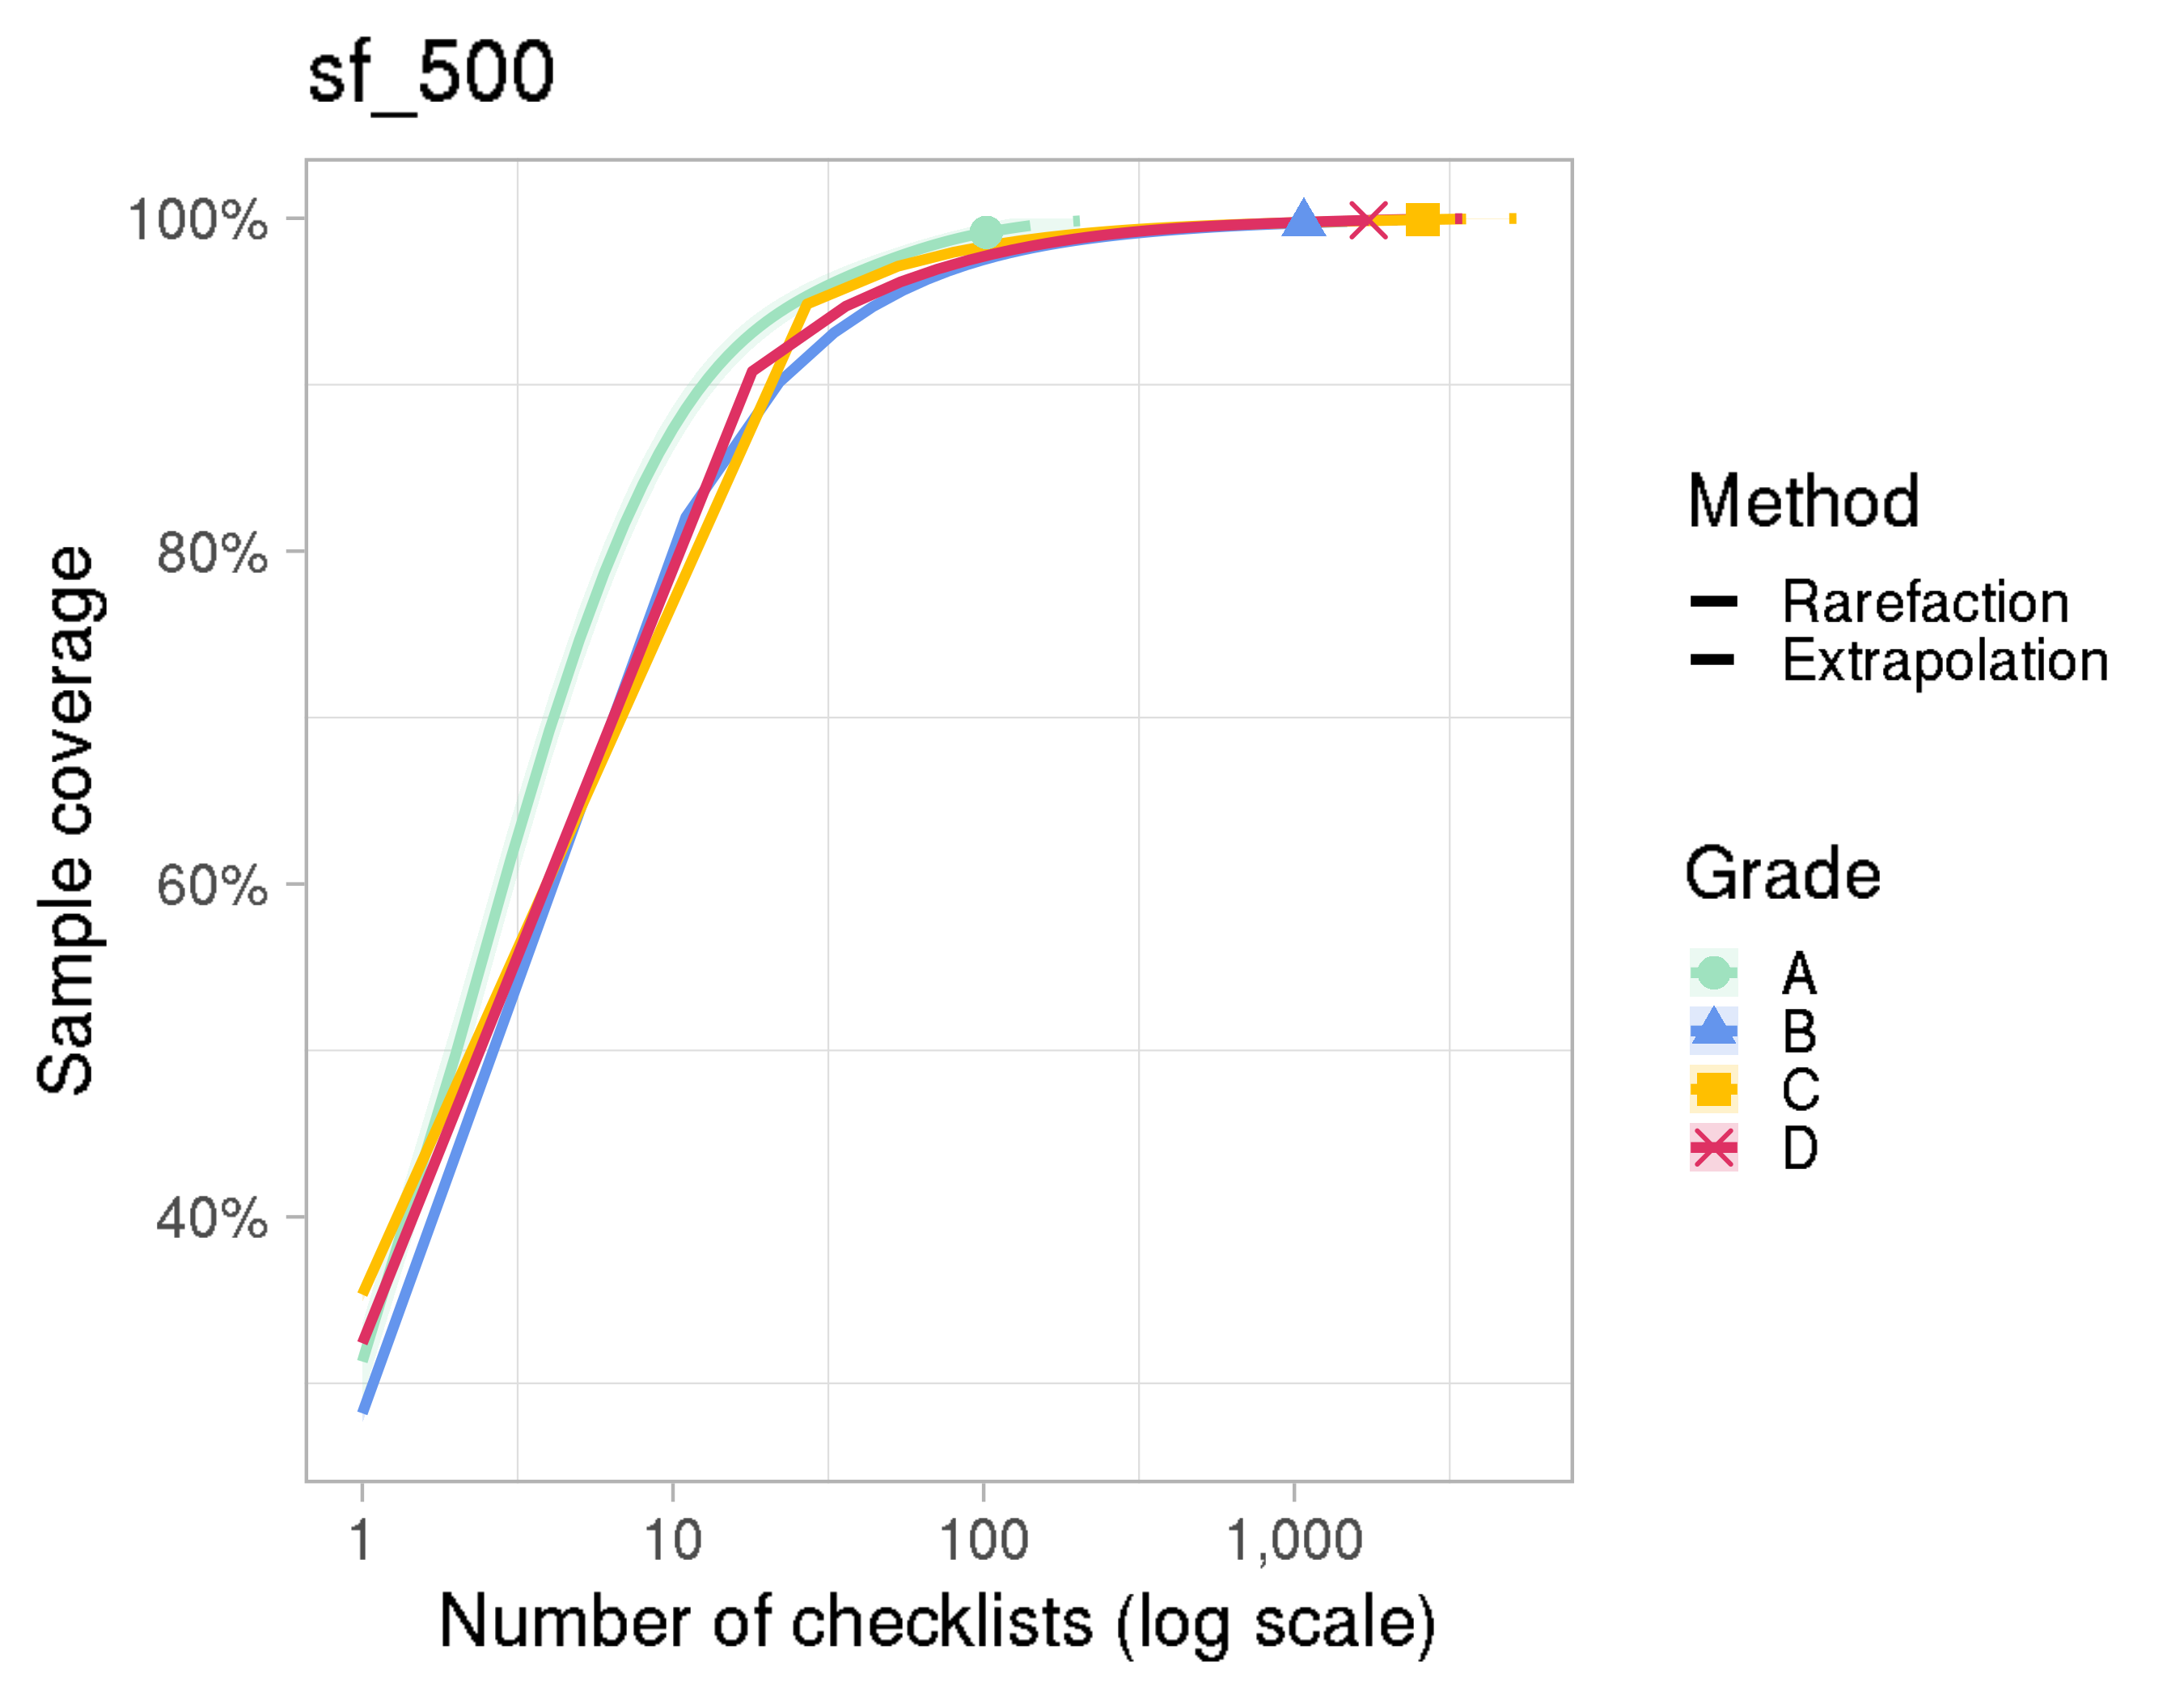 sf_500
100%
80%
60%
40%
Sample coverage
1 10 100 1,000
Number of checklists (log scale)
Method
Rarefaction
Extrapolation
Grade
A
B
C
D